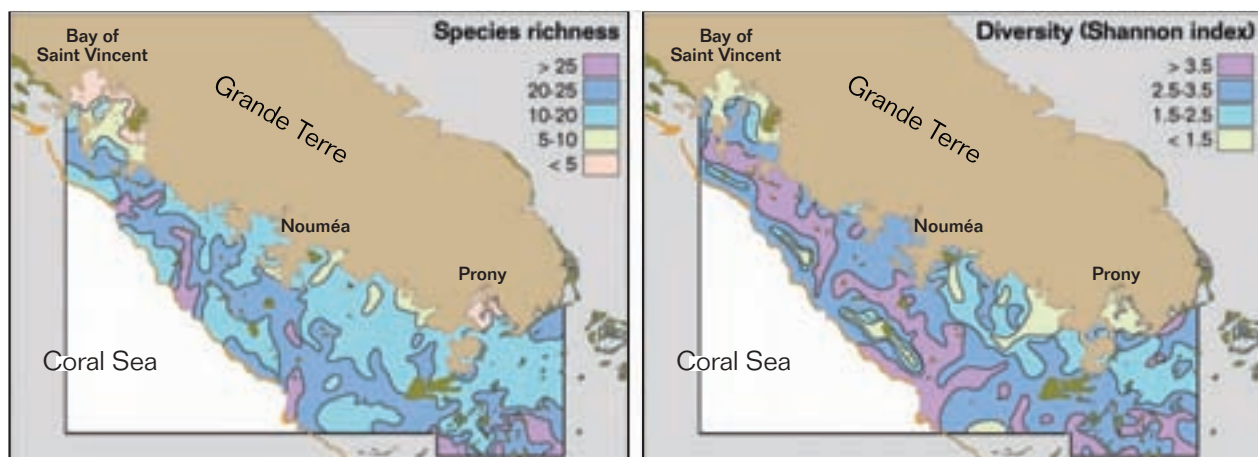 Species richness
Bay of
Saint Vincent
> 25
20-25
10-20
5-10
< 5
Grande Terre
Nouméa
Prony
Coral Sea
Diversity (Shannon index)
Bay of
Saint Vincent
> 3.5
2.5-3.5
1.5-2.5
< 1.5
Grande Terre
Nouméa
Prony
Coral Sea